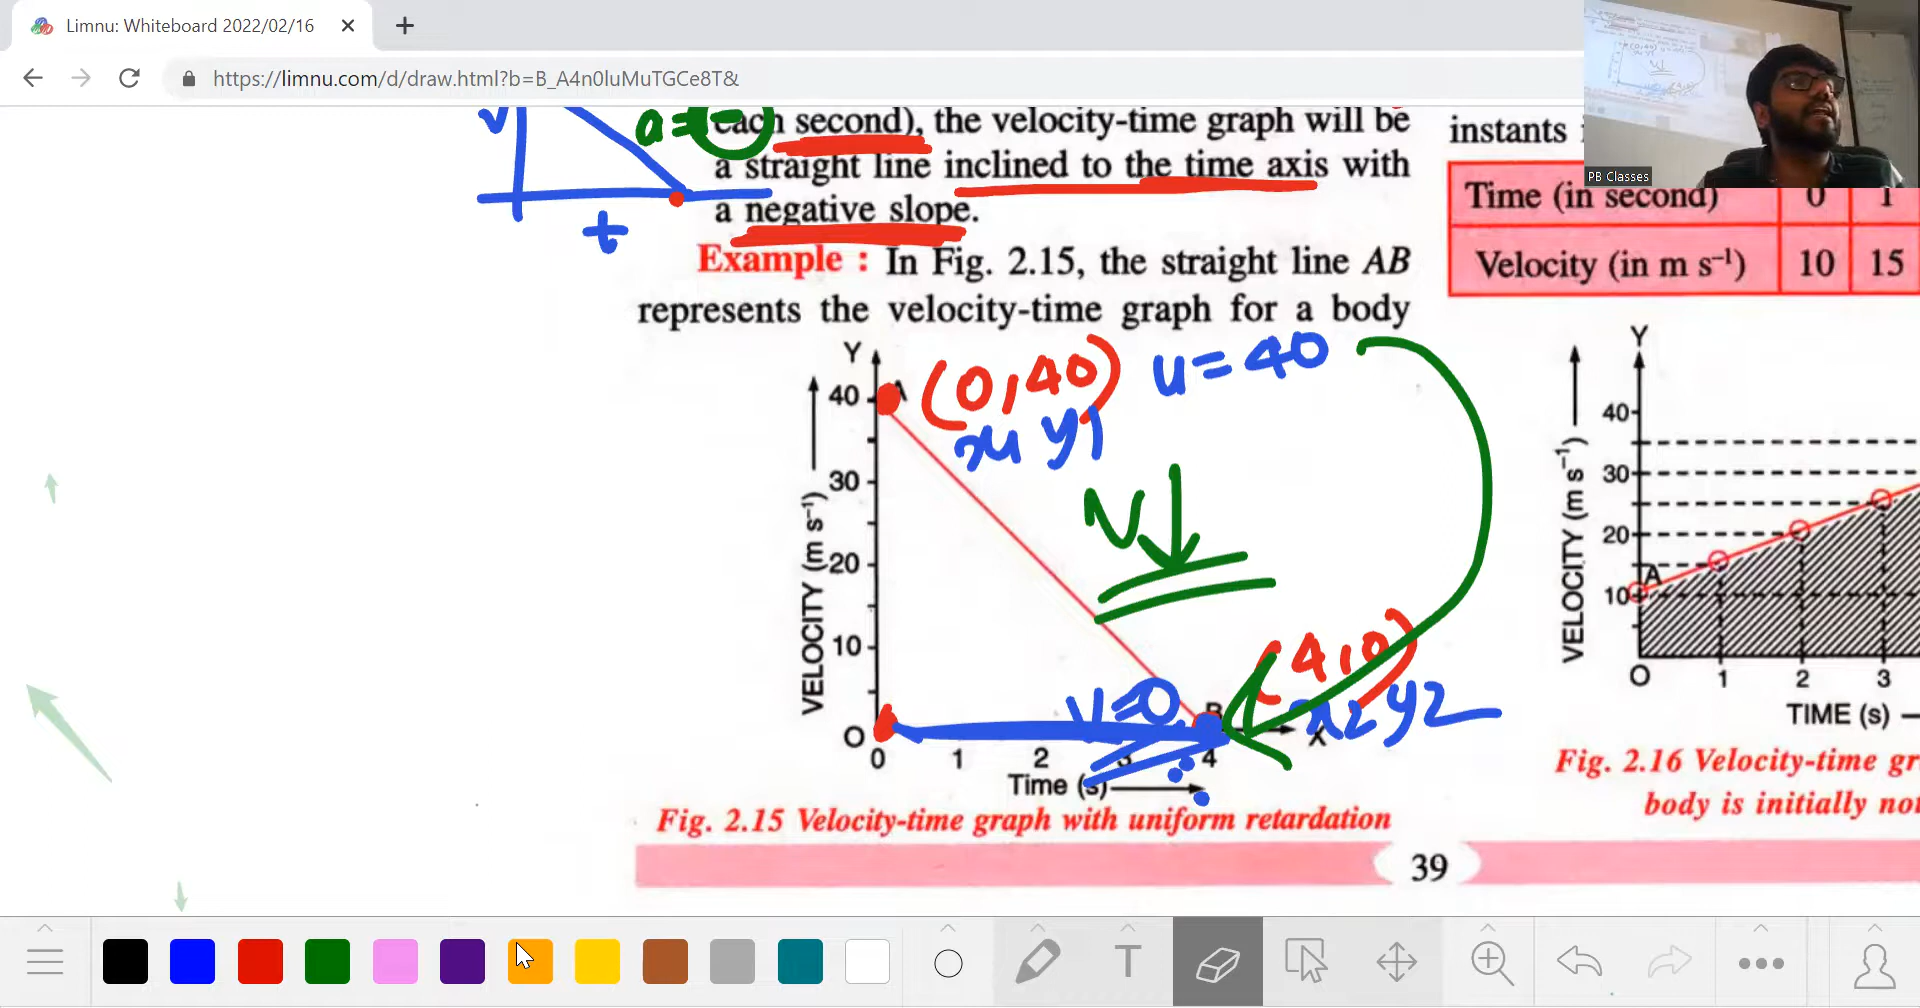 Limnu: Whiteboard 2022/02/16
https://limnu.com/d/draw.html?b=B_A4n0luMuTGCe8T&
PB Classes
v
a = (-)
t
each second), the velocity-time graph will be
a straight line inclined to the time axis with
a negative slope.
Example : In Fig. 2.15, the straight line AB
represents the velocity-time graph for a body
Y
40 A
(0,40) u=40
x1 y1
30
20
10
O
VELOCITY (m s⁻¹)
V↓
(4,0)
x2 y2
V=0
B
X
0 1 2 3 4
Time (s)
Fig. 2.15 Velocity-time graph with uniform retardation
39
instants
Time (in second) 0 1
Velocity (in m s⁻¹) 10 15
Y
40
30
20
10
A
VELOCITY (m s⁻¹)
O 1 2 3
TIME (s)
Fig. 2.16 Velocity-time gr
body is initially not
T